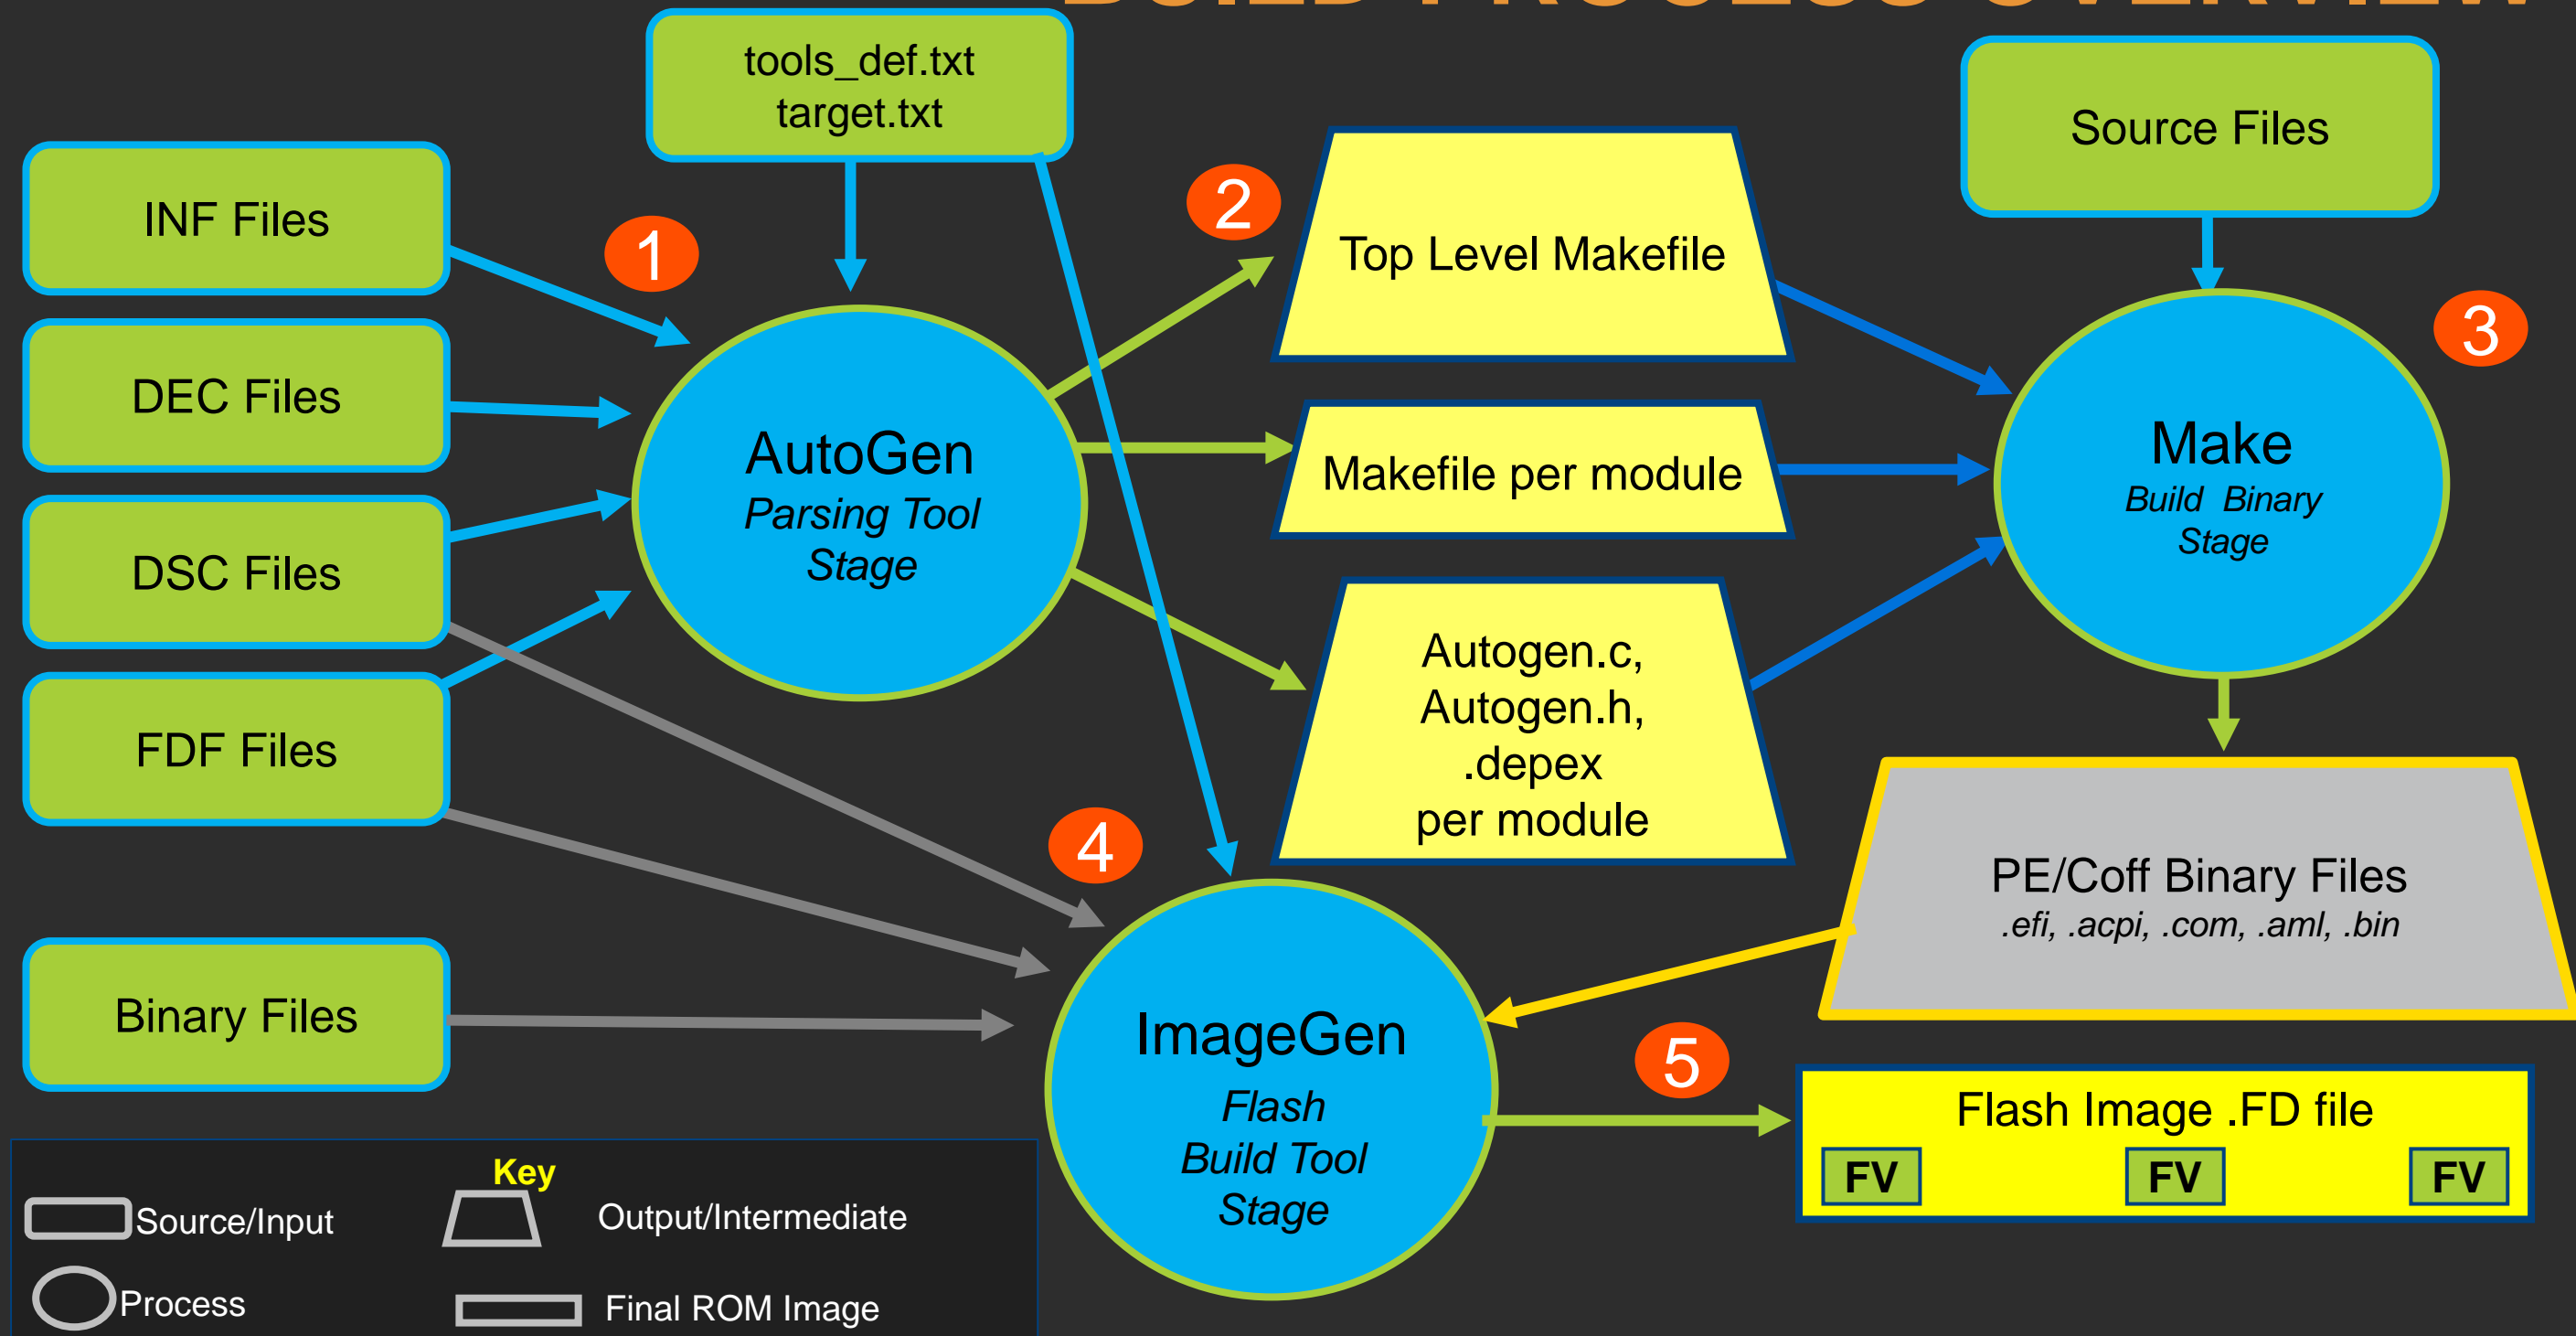 BUILD PROCESS OVERVIEW
tools_def.txt
target.txt
Source Files
INF Files
1
2
Top Level Makefile
3
DEC Files
AutoGen
Parsing Tool
Stage
Makefile per module
Make
Build Binary
Stage
DSC Files
Autogen.c,
Autogen.h,
.depex
per module
FDF Files
4
PE/Coff Binary Files
.efi, .acpi, .com, .aml, .bin
Binary Files
ImageGen
Flash
Build Tool
Stage
5
Flash Image .FD file
FV
FV
FV
Key
Source/Input
Output/Intermediate
Process
Final ROM Image